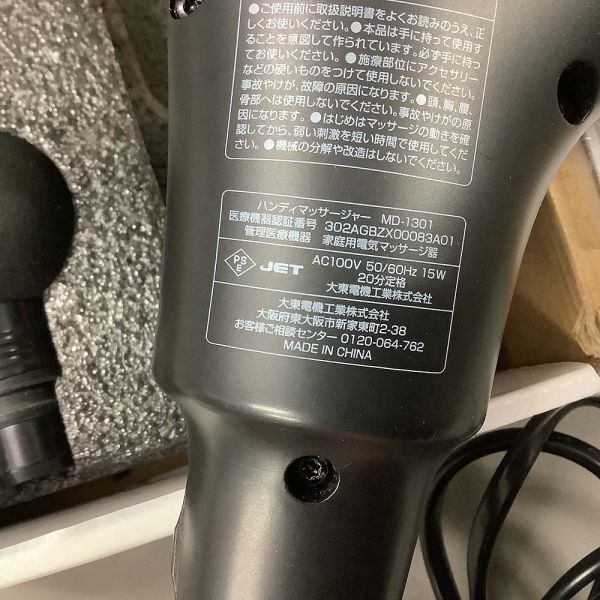 ●ご使用前に取扱説明書をよくお読みのうえ、正
しくお使いください。●本品は手に持って使用す
ることを意図して作られています。必ず手に持っ
てお使いください。●施療部位にアクセサリー
などの硬いものをつけて使用しないでください。
事故やけが、故障の原因になります。●頭、胸、腹、
骨部へは使用しないでください。事故やけがの原
因になります。●はじめはマッサージの動きを確
認してから、弱い刺激を短い時間で使用してくだ
さい。●機械の分解や改造はしないでください。
ハンディマッサージャー MD-1301
医療機器認証番号 302AGBZX00083A01
管理医療機器 家庭用電気マッサージ器
PS
E
JET
AC100V 50/60Hz 15W
20分定格
大東電機工業株式会社
大東電機工業株式会社
大阪府東大阪市新家東町2-38
お客様ご相談センター 0120-064-762
MADE IN CHINA